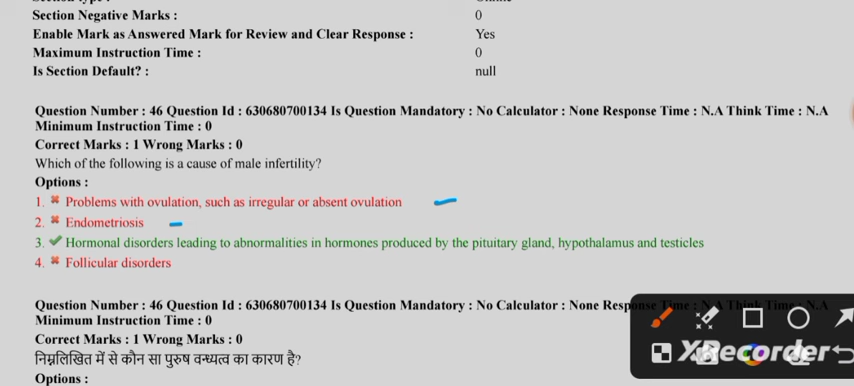 Section Negative Marks : 0
Enable Mark as Answered Mark for Review and Clear Response : Yes
Maximum Instruction Time : 0
Is Section Default? : null
Question Number : 46 Question Id : 630680700134 Is Question Mandatory : No Calculator : None Response Time : N.A Think Time : N.A
Minimum Instruction Time : 0
Correct Marks : 1 Wrong Marks : 0
Which of the following is a cause of male infertility?
Options :
1. Problems with ovulation, such as irregular or absent ovulation
2. Endometriosis
3. Hormonal disorders leading to abnormalities in hormones produced by the pituitary gland, hypothalamus and testicles
4. Follicular disorders
Question Number : 46 Question Id : 630680700134 Is Question Mandatory : No Calculator : None Response Time : N.A Think Time : N.A
Minimum Instruction Time : 0
Correct Marks : 1 Wrong Marks : 0
निम्नलिखित में से कौन सा पुरुष वन्ध्यत्व का कारण है?
XRecorder
Options :